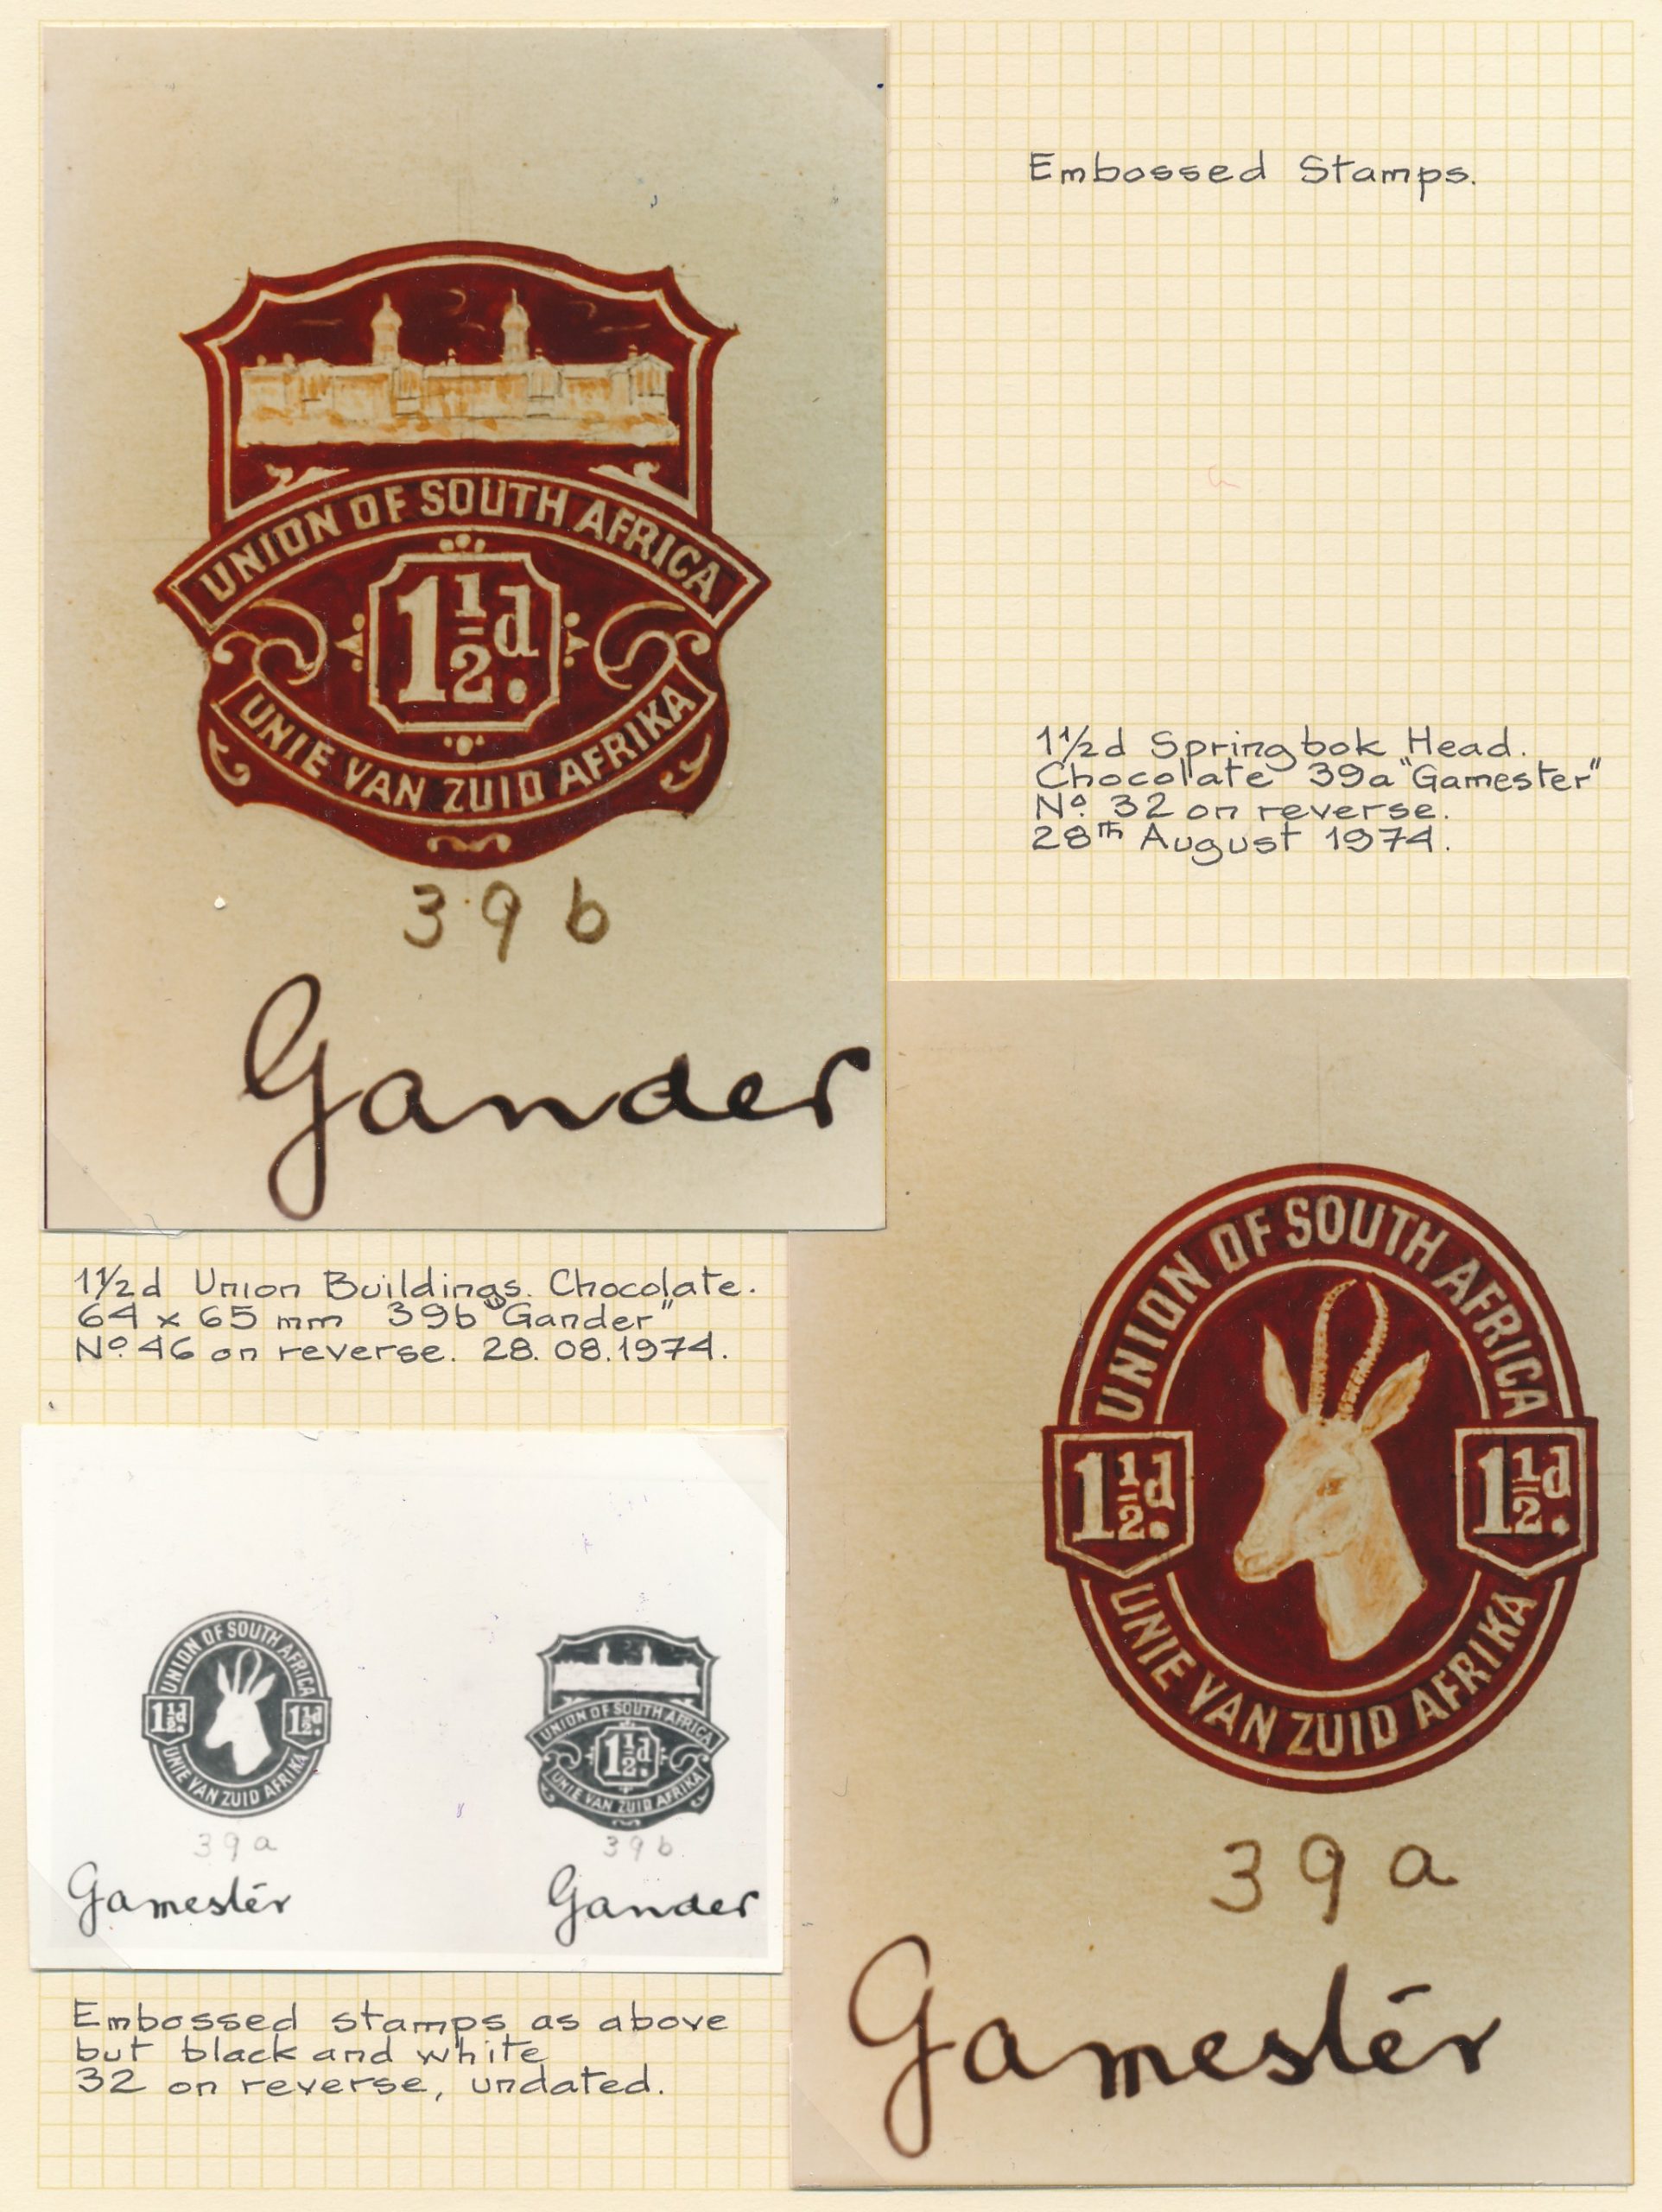 Embossed Stamps.
UNION OF SOUTH AFRICA
1½d.
UNIE VAN ZUID AFRIKA
39b
Gander
1½d Springbok Head.
Chocolate 39a "Gamester"
Nº. 32 on reverse.
28th August 1974.
1½d Union Buildings. Chocolate.
64 x 65 mm 39b "Gander"
Nº. 46 on reverse. 28.08.1974.
UNION OF SOUTH AFRICA
1½d. 1½d.
UNIE VAN ZUID AFRIKA
39a
Gamestér
UNION OF SOUTH AFRICA
1½d. 1½d.
UNIE VAN ZUID AFRIKA
39a
Gamestér
UNION OF SOUTH AFRICA
1½d.
UNIE VAN ZUID AFRIKA
39b.
Gander
Embossed stamps as above
but black and white
32 on reverse, undated.